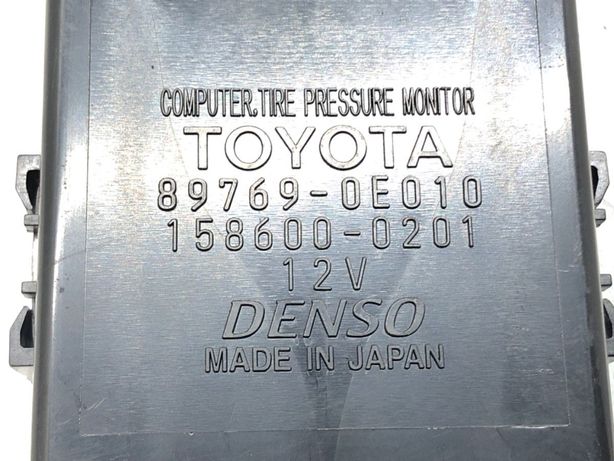 COMPUTER,TIRE PRESSURE MONITOR
TOYOTA
89769-0E010
158600-0201
12V
DENSO
MADE IN JAPAN